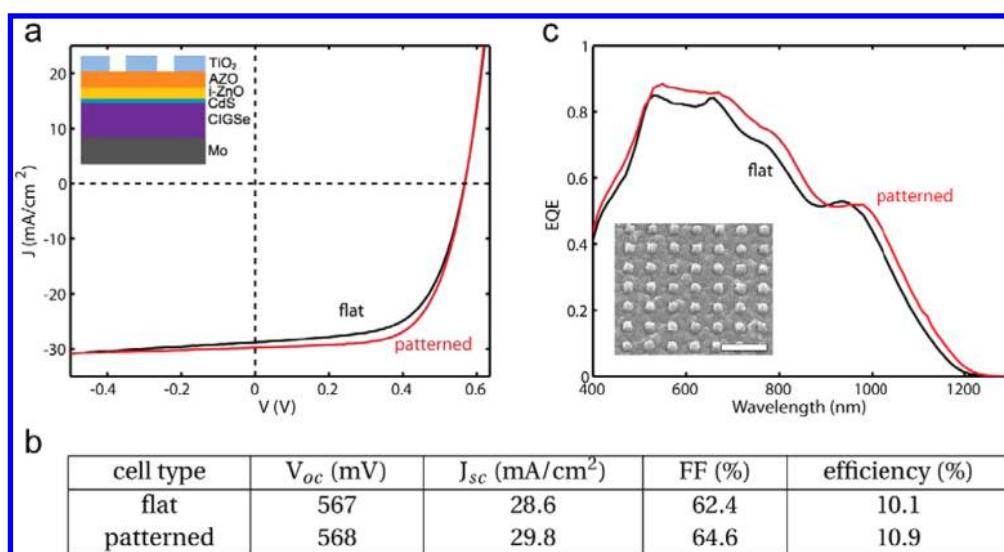 a
20
10
0
-10
-20
-30
J (mA/cm²)
-0.4
-0.2
0
0.2
0.4
0.6
V (V)
TiO₂
AZO
i-ZnO
CdS
CIGSe
Mo
flat
patterned
c
1
0.8
0.6
0.4
0.2
0
EQE
400
600
800
1000
1200
Wavelength (nm)
flat
patterned
b
cell type V_oc (mV) J_sc (mA/cm²) FF (%) efficiency (%)
flat 567 28.6 62.4 10.1
patterned 568 29.8 64.6 10.9